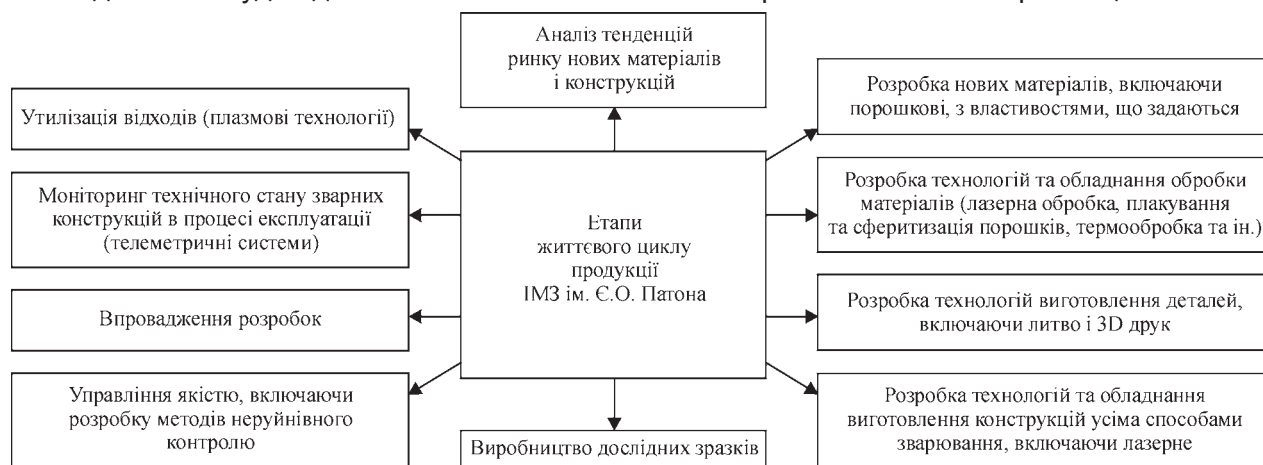 Аналіз тенденцій
ринку нових матеріалів
і конструкцій
Розробка нових матеріалів, включаючи
порошкові, з властивостями, що задаються
Розробка технологій та обладнання обробки
матеріалів (лазерна обробка, плакування
та сферитизація порошків, термообробка та ін.)
Розробка технологій виготовлення деталей,
включаючи литво і 3D друк
Розробка технологій та обладнання
виготовлення конструкцій усіма способами
зварювання, включаючи лазерне
Виробництво дослідних зразків
Управління якістю, включаючи
розробку методів неруйнівного
контролю
Впровадження розробок
Моніторинг технічного стану зварних
конструкцій в процесі експлуатації
(телеметричні системи)
Утилізація відходів (плазмові технології)
Етапи
життєвого циклу
продукції
ІМЗ ім. Є.О. Патона